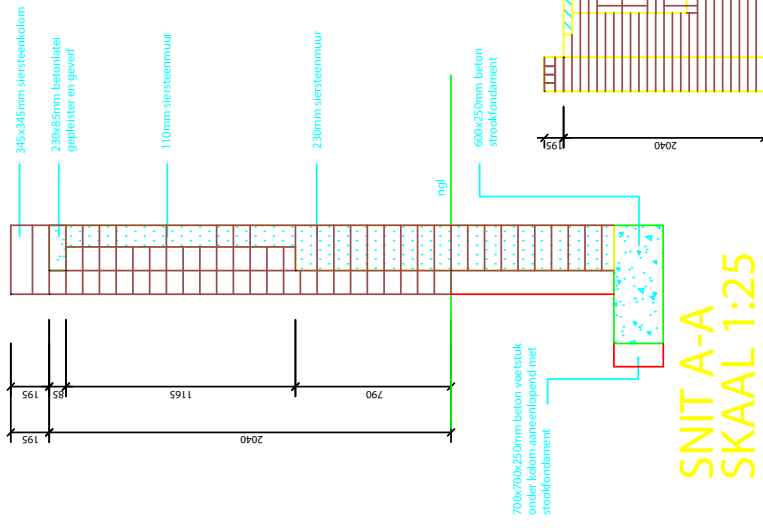 345x345mm siersteenkolom
230x85mm betonlatei
gepleister en geverf
110mm siersteenmuur
230mm siersteenmuur
ngl
600x250mm beton
strookfondament
195
2040
195
85
1165
790
195
2040
700x700x250mm beton voetstuk
onder kolom aaneenlopend met
stookfondament
SNIT A-A
SKAAL 1:25